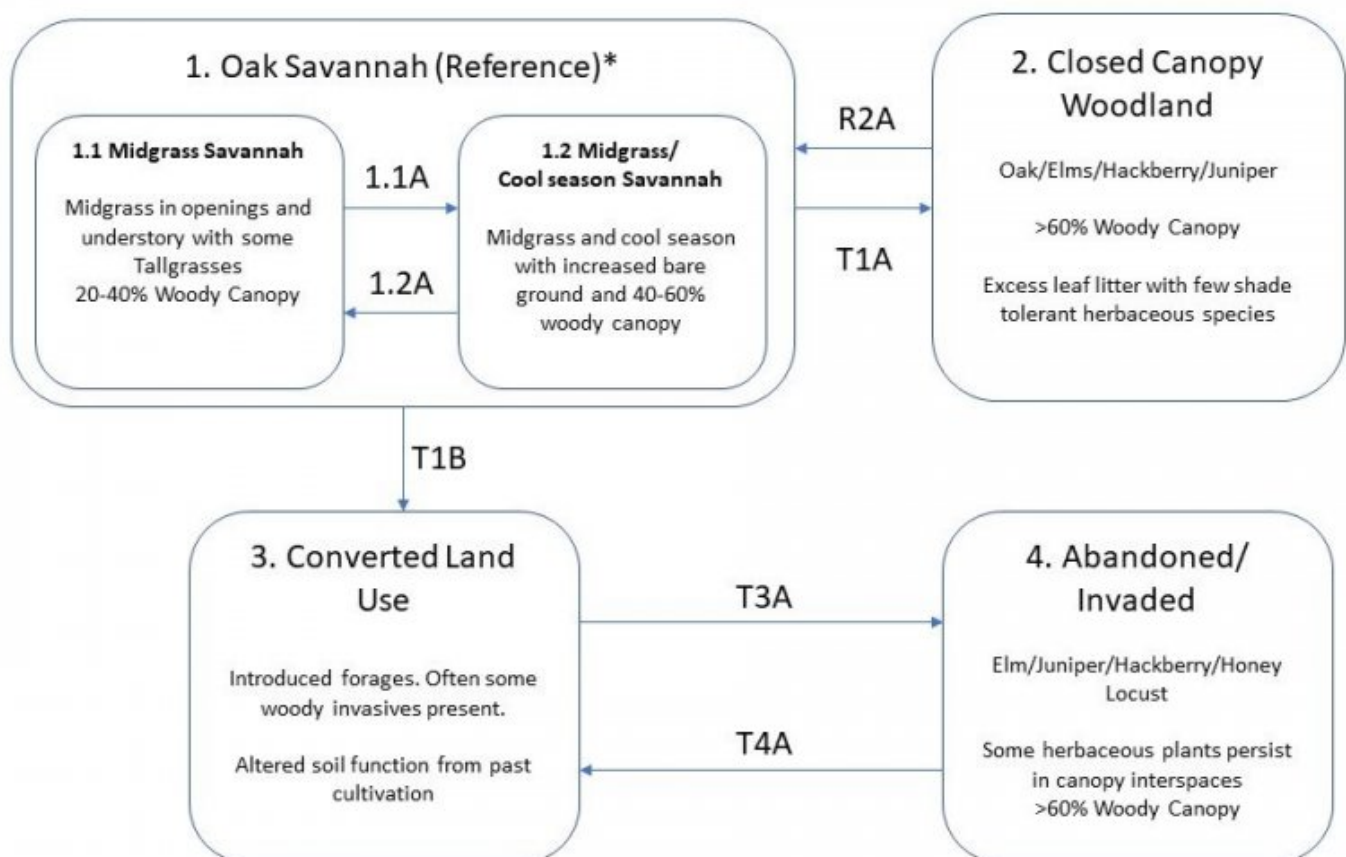 1. Oak Savannah (Reference)*
1.1 Midgrass Savannah
Midgrass in openings and
understory with some
Tallgrasses
20-40% Woody Canopy
1.1A
1.2A
1.2 Midgrass/
Cool season Savannah
Midgrass and cool season
with increased bare
ground and 40-60%
woody canopy
R2A
T1A
2. Closed Canopy
Woodland
Oak/Elms/Hackberry/Juniper
>60% Woody Canopy
Excess leaf litter with few shade
tolerant herbaceous species
T1B
3. Converted Land
Use
Introduced forages. Often some
woody invasives present.
Altered soil function from past
cultivation
T3A
T4A
4. Abandoned/
Invaded
Elm/Juniper/Hackberry/Honey
Locust
Some herbaceous plants persist
in canopy interspaces
>60% Woody Canopy